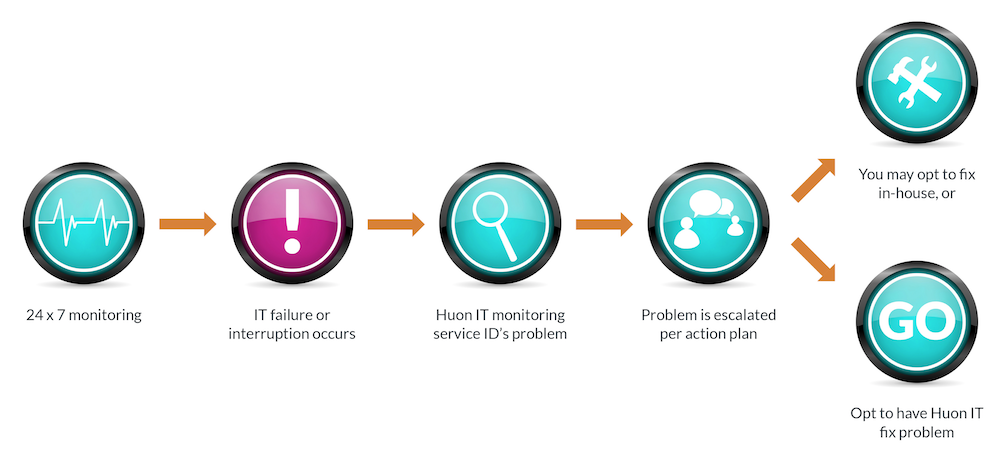 24 x 7 monitoring
IT failure or
interruption occurs
Huon IT monitoring
service ID's problem
Problem is escalated
per action plan
You may opt to fix
in-house, or
GO
Opt to have Huon IT
fix problem